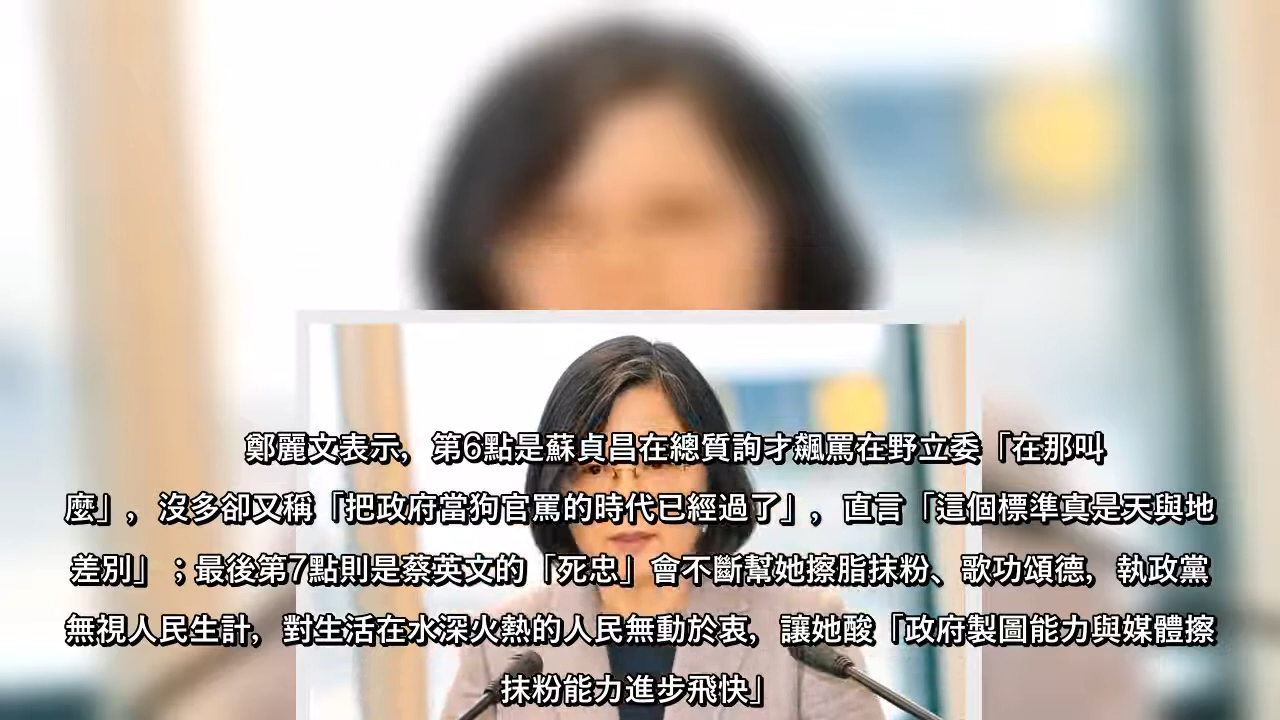 鄭麗文表示，第6點是蘇貞昌在總質詢才飆罵在野立委「在那叫
麼」，沒多卻又稱「把政府當狗官罵的時代已經過了」，直言「這個標準真是天與地
差別」；最後第7點則是蔡英文的「死忠」會不斷幫她擦脂抹粉、歌功頌德，執政黨
無視人民生計，對生活在水深火熱的人民無動於衷，讓她酸「政府製圖能力與媒體擦
抹粉能力進步飛快」